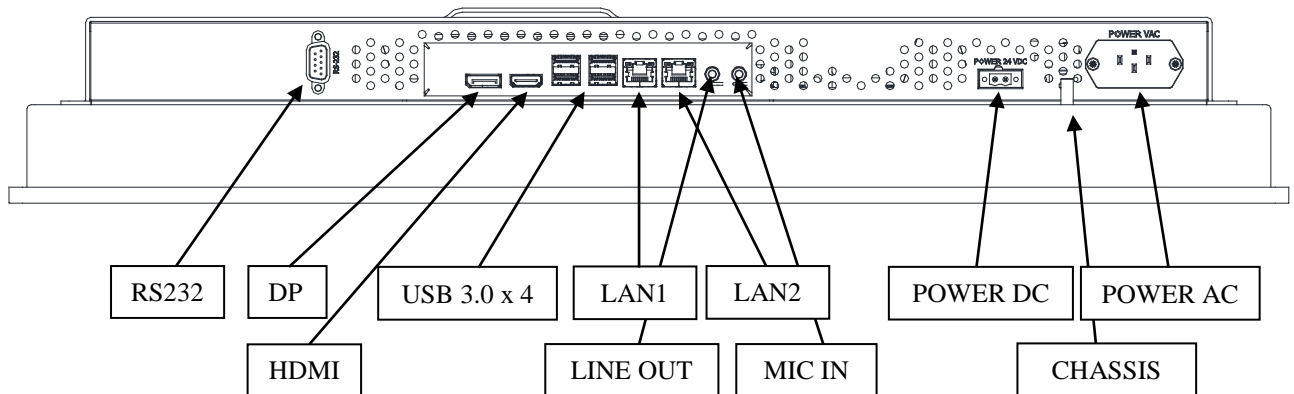 POWER VAC
RS-232
POWER 24 VDC
RS232
DP
USB 3.0 x 4
LAN1
LAN2
POWER DC
POWER AC
HDMI
LINE OUT
MIC IN
CHASSIS